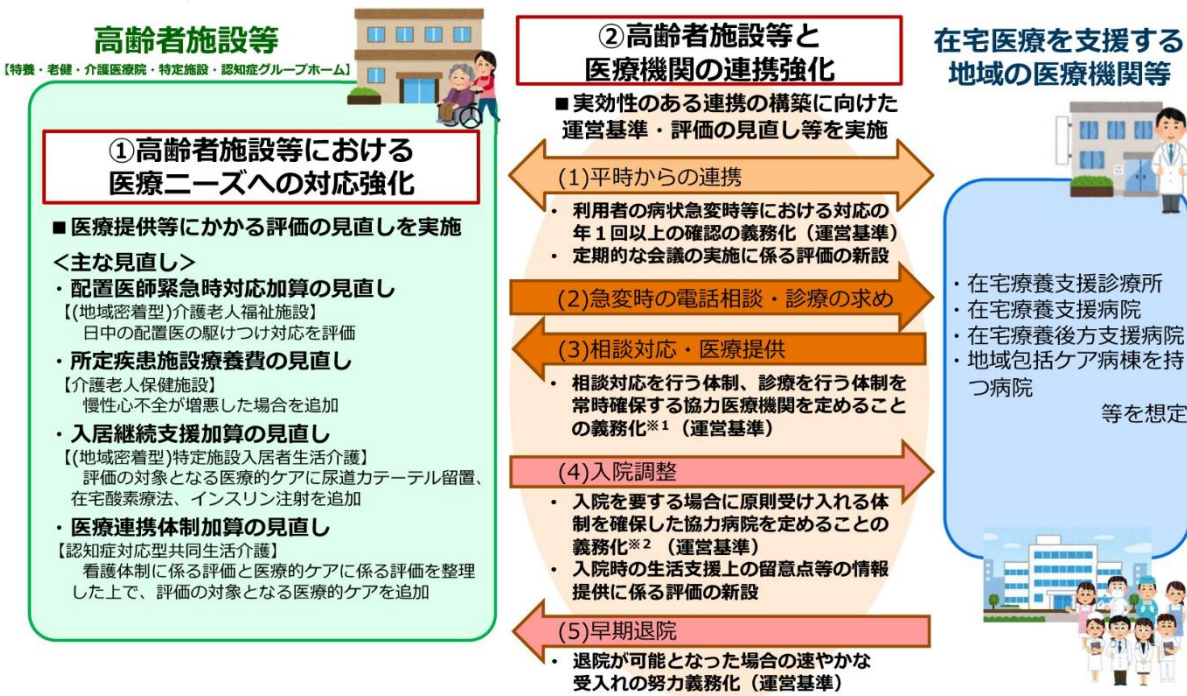 高齢者施設等
【特養・老健・介護医療院・特定施設・認知症グループホーム】
①高齢者施設等における
医療ニーズへの対応強化
■医療提供等にかかる評価の見直しを実施
<主な見直し>
・配置医師緊急時対応加算の見直し
【(地域密着型)介護老人福祉施設】
日中の配置医の駆けつけ対応を評価
・所定疾患施設療養費の見直し
【介護老人保健施設】
慢性心不全が増悪した場合を追加
・入居継続支援加算の見直し
【(地域密着型)特定施設入居者生活介護】
評価の対象となる医療的ケアに尿道カテーテル留置、
在宅酸素療法、インスリン注射を追加
・医療連携体制加算の見直し
【認知症対応型共同生活介護】
看護体制に係る評価と医療的ケアに係る評価を整理
した上で、評価の対象となる医療的ケアを追加
②高齢者施設等と
医療機関の連携強化
■実効性のある連携の構築に向けた
運営基準・評価の見直し等を実施
(1)平時からの連携
・ 利用者の病状急変時等における対応の
年１回以上の確認の義務化（運営基準）
・ 定期的な会議の実施に係る評価の新設
(2)急変時の電話相談・診療の求め
(3)相談対応・医療提供
・ 相談対応を行う体制、診療を行う体制を
常時確保する協力医療機関を定めること
の義務化※1（運営基準）
(4)入院調整
・ 入院を要する場合に原則受け入れる体
制を確保した協力病院を定めることの
義務化※2 （運営基準）
・ 入院時の生活支援上の留意点等の情報
提供に係る評価の新設
(5)早期退院
・ 退院が可能となった場合の速やかな
受入れの努力義務化（運営基準）
在宅医療を支援する
地域の医療機関等
・在宅療養支援診療所
・在宅療養支援病院
・在宅療養後方支援病院
・地域包括ケア病棟を持
つ病院
等を想定